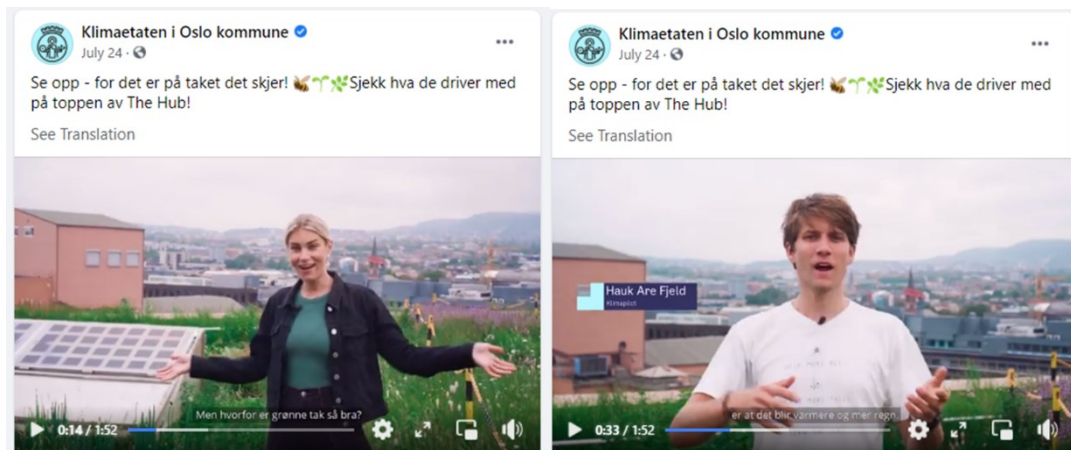 Klimaetaten i Oslo kommune
July 24
Se opp - for det er på taket det skjer! 🐝🌱🌿Sjekk hva de driver med
på toppen av The Hub!
See Translation
Men hvorfor er grønne tak så bra?
0:14 / 1:52
Klimaetaten i Oslo kommune
July 24
Se opp - for det er på taket det skjer! 🐝🌱🌿Sjekk hva de driver med
på toppen av The Hub!
See Translation
Hauk Are Fjeld
Klimapilot
er at det blir varmere og mer regn.
0:33 / 1:52